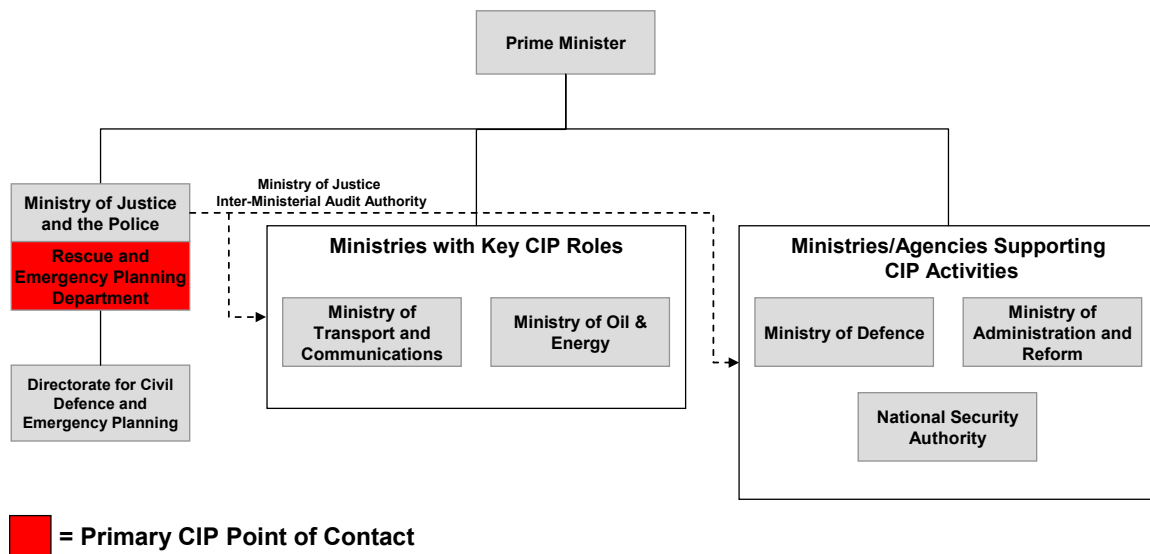 Prime Minister
Ministry of Justice
Inter-Ministerial Audit Authority
Ministry of Justice
and the Police
Rescue and
Emergency Planning
Department
Directorate for Civil
Defence and
Emergency Planning
Ministries with Key CIP Roles
Ministry of
Transport and
Communications
Ministry of Oil &
Energy
Ministries/Agencies Supporting
CIP Activities
Ministry of Defence
Ministry of
Administration and
Reform
National Security
Authority
= Primary CIP Point of Contact